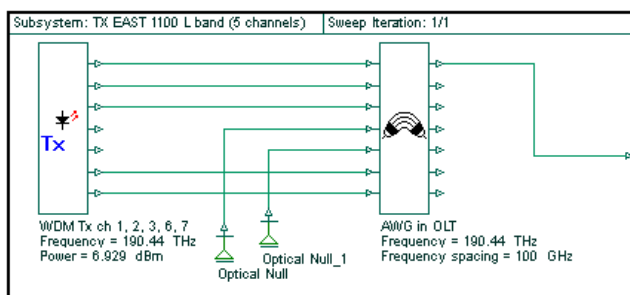 Subsystem: TX EAST 1100 L band (5 channels)
Sweep Iteration: 1/1
Tx
WDM Tx ch 1, 2, 3, 6, 7
Frequency = 190.44 THz
Power = 6.929 dBm
Optical Null
Optical Null_1
AWG in OLT
Frequency = 190.44 THz
Frequency spacing = 100 GHz